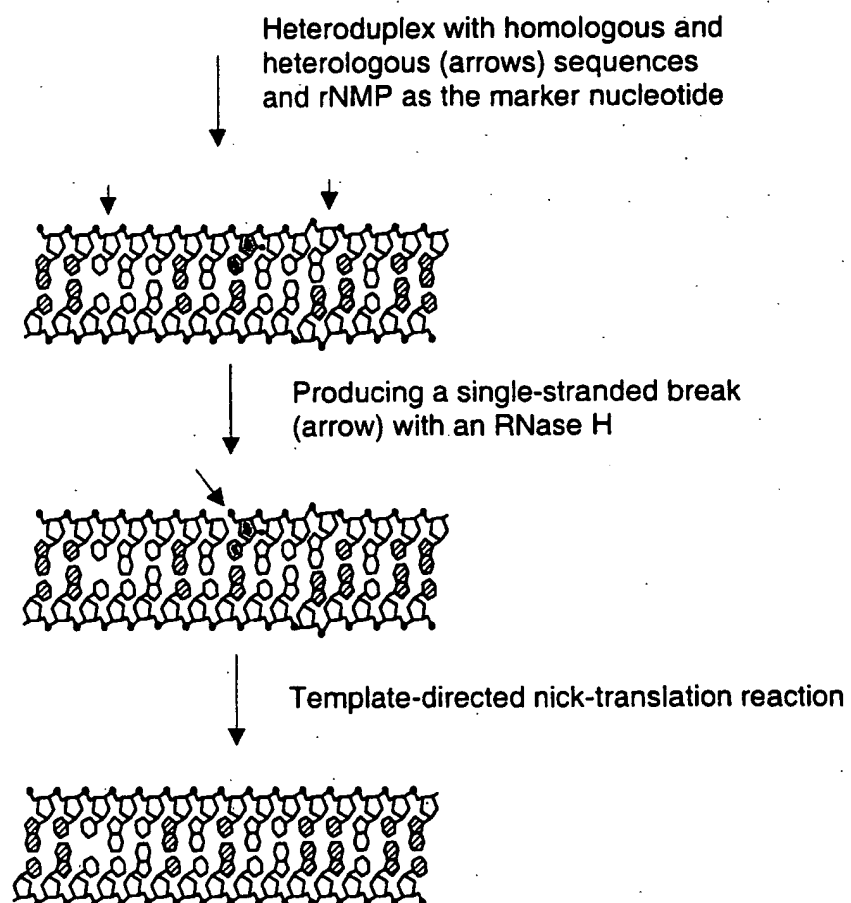 Heteroduplex with homologous and
heterologous (arrows) sequences
and rNMP as the marker nucleotide
Producing a single-stranded break
(arrow) with an RNase H
Template-directed nick-translation reaction